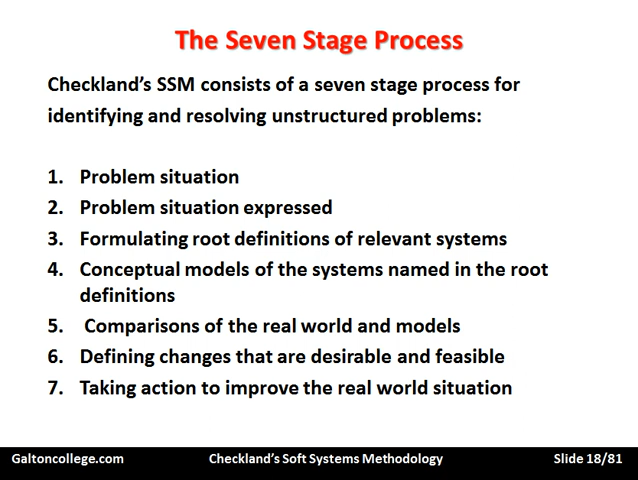 The Seven Stage Process
Checkland's SSM consists of a seven stage process for
identifying and resolving unstructured problems:
1. Problem situation
2. Problem situation expressed
3. Formulating root definitions of relevant systems
4. Conceptual models of the systems named in the root
definitions
5. Comparisons of the real world and models
6. Defining changes that are desirable and feasible
7. Taking action to improve the real world situation
Galtoncollege.com Checkland's Soft Systems Methodology Slide 18/81